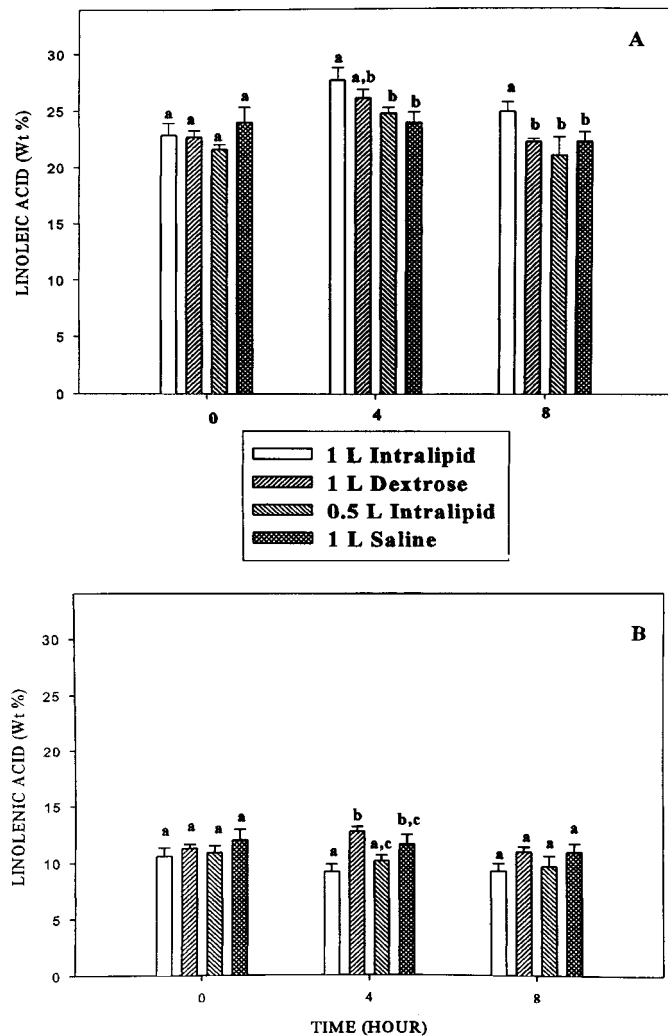 A
LINOLEIC ACID (Wt %)
30
25
20
15
10
5
0
a a a a
a a,b b b
a b b b
0 4 8
1 L Intralipid
1 L Dextrose
0.5 L Intralipid
1 L Saline
B
LINOLENIC ACID (Wt %)
30
25
20
15
10
5
0
a a a a
a b a,c b,c
a a a a
0 4 8
TIME (HOUR)